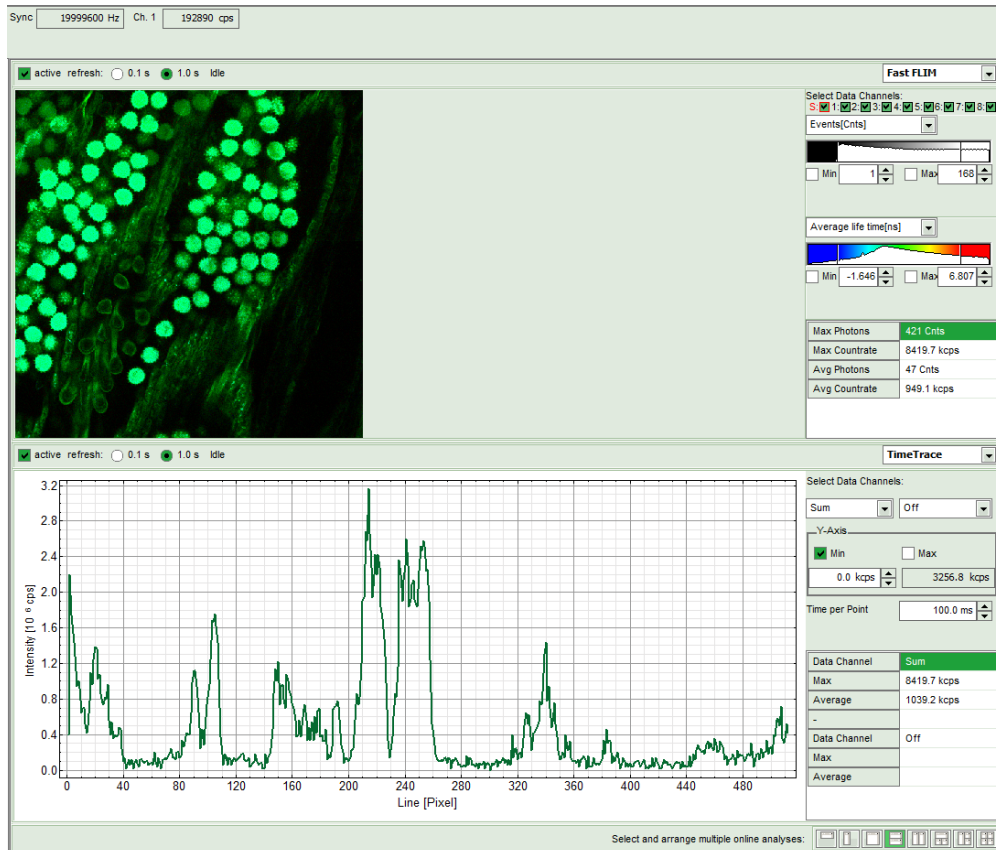 Sync 19999600 Hz Ch. 1 192890 cps
active refresh: 0.1 s 1.0 s Idle Fast FLIM
Select Data Channels:
S: 1: 2: 3: 4: 5: 6: 7: 8:
Events[Cnts]
Min 1 Max 168
Average life time[ns]
Min -1.646 Max 6.807
Max Photons 421 Cnts
Max Countrate 8419.7 kcps
Avg Photons 47 Cnts
Avg Countrate 949.1 kcps
active refresh: 0.1 s 1.0 s Idle TimeTrace
3.2
2.8
2.4
2.0
1.6
1.2
0.8
0.4
0.0
Intensity [10^6 cps]
0 40 80 120 160 200 240 280 320 360 400 440 480
Line [Pixel]
Select Data Channels:
Sum Off
Y-Axis
Min Max
0.0 kcps 3256.8 kcps
Time per Point 100.0 ms
Data Channel Sum
Max 8419.7 kcps
Average 1039.2 kcps
-
Data Channel Off
Max
Average
Select and arrange multiple online analyses: